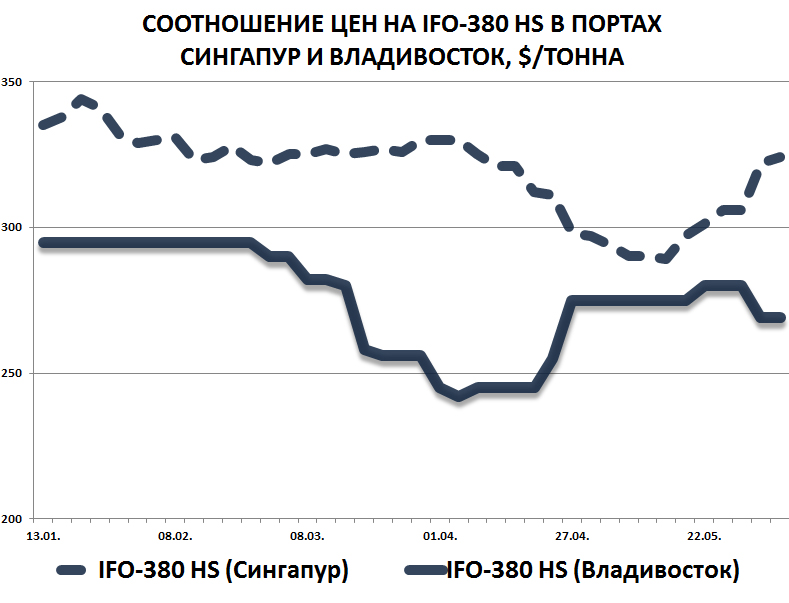 СООТНОШЕНИЕ ЦЕН НА IFO-380 HS В ПОРТАХ
СИНГАПУР И ВЛАДИВОСТОК, $/ТОННА
350
300
250
200
13.01. 08.02. 08.03. 01.04. 27.04. 22.05.
IFO-380 HS (Сингапур) IFO-380 HS (Владивосток)